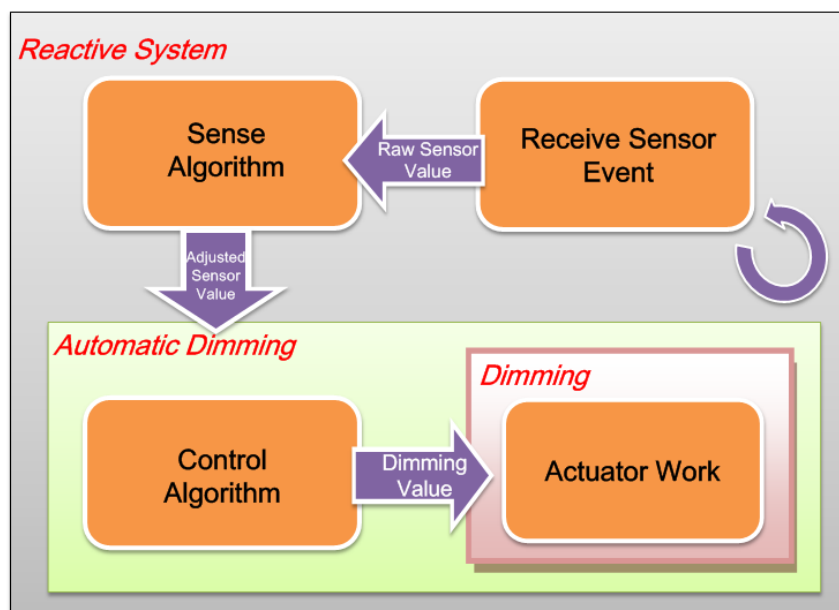 Reactive System
Sense
Algorithm
Raw Sensor
Value
Receive Sensor
Event
Adjusted
Sensor
Value
Automatic Dimming
Dimming
Control
Algorithm
Dimming
Value
Actuator Work